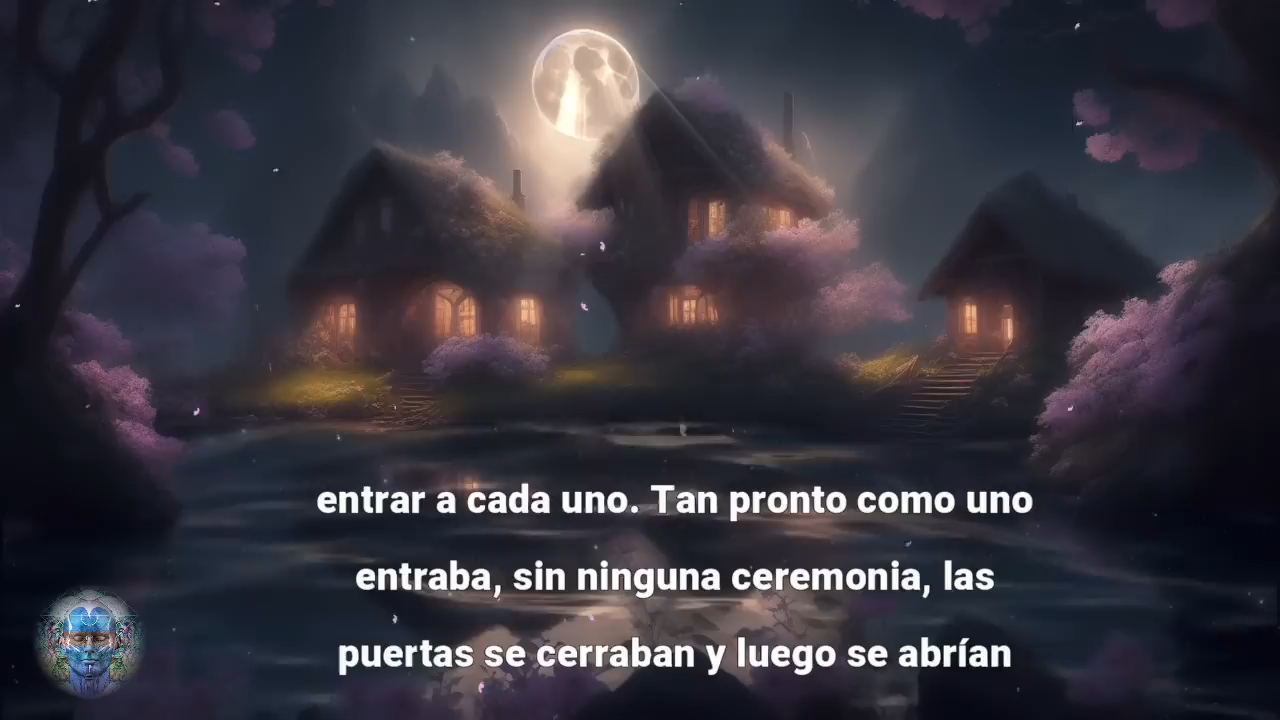 entrar a cada uno. Tan pronto como uno
entraba, sin ninguna ceremonia, las
puertas se cerraban y luego se abrían